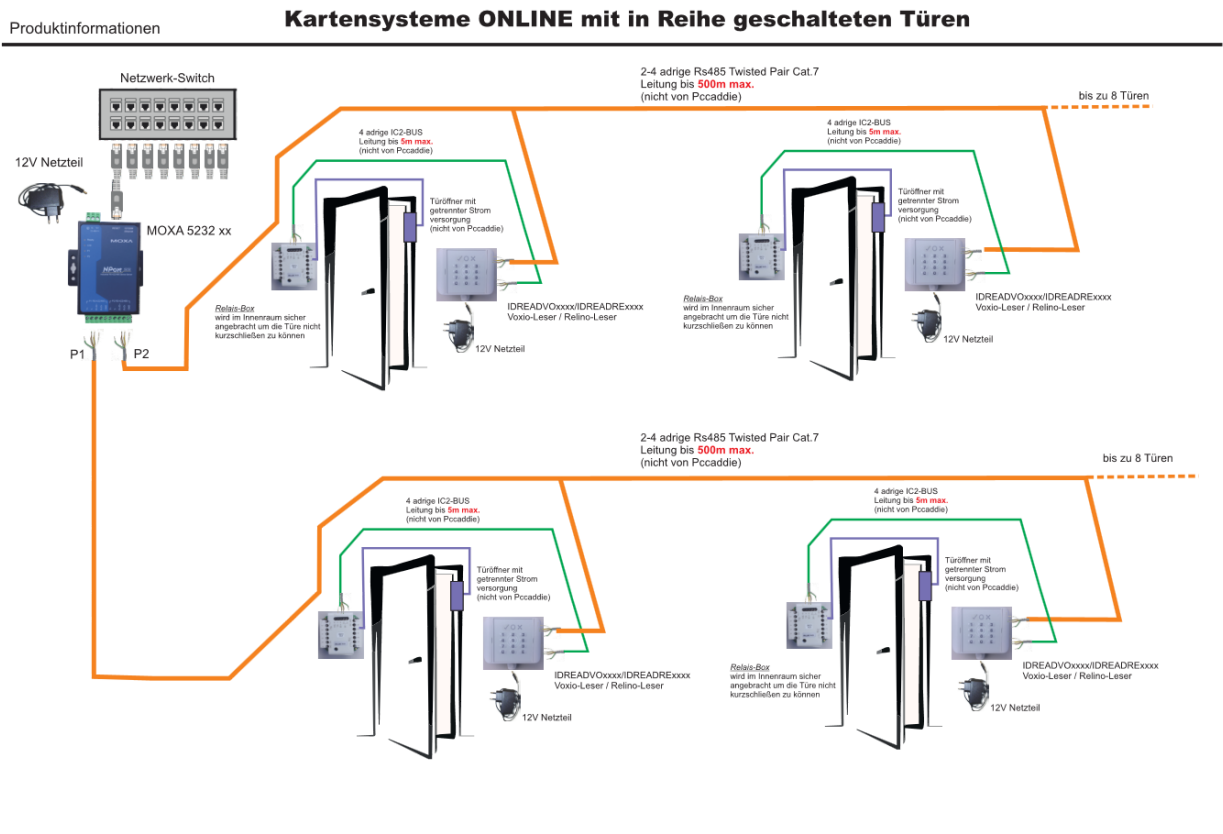 Produktinformationen
Kartensysteme ONLINE mit in Reihe geschalteten Türen
Netzwerk-Switch
12V Netzteil
MOXA 5232 xx
MOXA
P1
P2
2-4 adrige Rs485 Twisted Pair Cat.7
Leitung bis 500m max.
(nicht von Pccaddie)
bis zu 8 Türen
4 adrige IC2-BUS
Leitung bis 5m max.
(nicht von Pccaddie)
Türöffner mit
getrennter Strom
versorgung
(nicht von Pccaddie)
VOX
Relais-Box
wird im Innenraum sicher
angebracht um die Türe nicht
kurzschließen zu können
IDREADVOxxxx/IDREADRExxxx
Voxio-Leser / Relino-Leser
12V Netzteil
4 adrige IC2-BUS
Leitung bis 5m max.
(nicht von Pccaddie)
Türöffner mit
getrennter Strom
versorgung
(nicht von Pccaddie)
VOX
Relais-Box
wird im Innenraum sicher
angebracht um die Türe nicht
kurzschließen zu können
IDREADVOxxxx/IDREADRExxxx
Voxio-Leser / Relino-Leser
12V Netzteil
2-4 adrige Rs485 Twisted Pair Cat.7
Leitung bis 500m max.
(nicht von Pccaddie)
bis zu 8 Türen
4 adrige IC2-BUS
Leitung bis 5m max.
(nicht von Pccaddie)
Türöffner mit
getrennter Strom
versorgung
(nicht von Pccaddie)
VOX
IDREADVOxxxx/IDREADRExxxx
Voxio-Leser / Relino-Leser
12V Netzteil
4 adrige IC2-BUS
Leitung bis 5m max.
(nicht von Pccaddie)
Türöffner mit
getrennter Strom
versorgung
(nicht von Pccaddie)
VOX
Relais-Box
wird im Innenraum sicher
angebracht um die Türe nicht
kurzschließen zu können
IDREADVOxxxx/IDREADRExxxx
Voxio-Leser / Relino-Leser
12V Netzteil